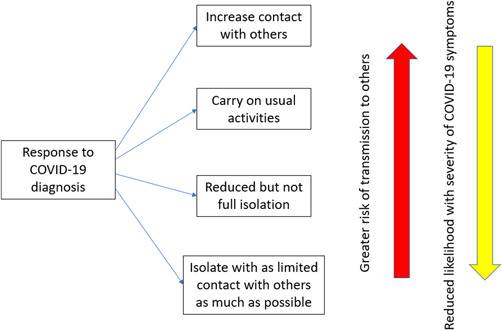 Increase contact
with others
Carry on usual
activities
Response to
COVID-19
diagnosis
Reduced but not
full isolation
Isolate with as limited
contact with others
as much as possible
Greater risk of transmission to others
Reduced likelihood with severity of COVID-19 symptoms